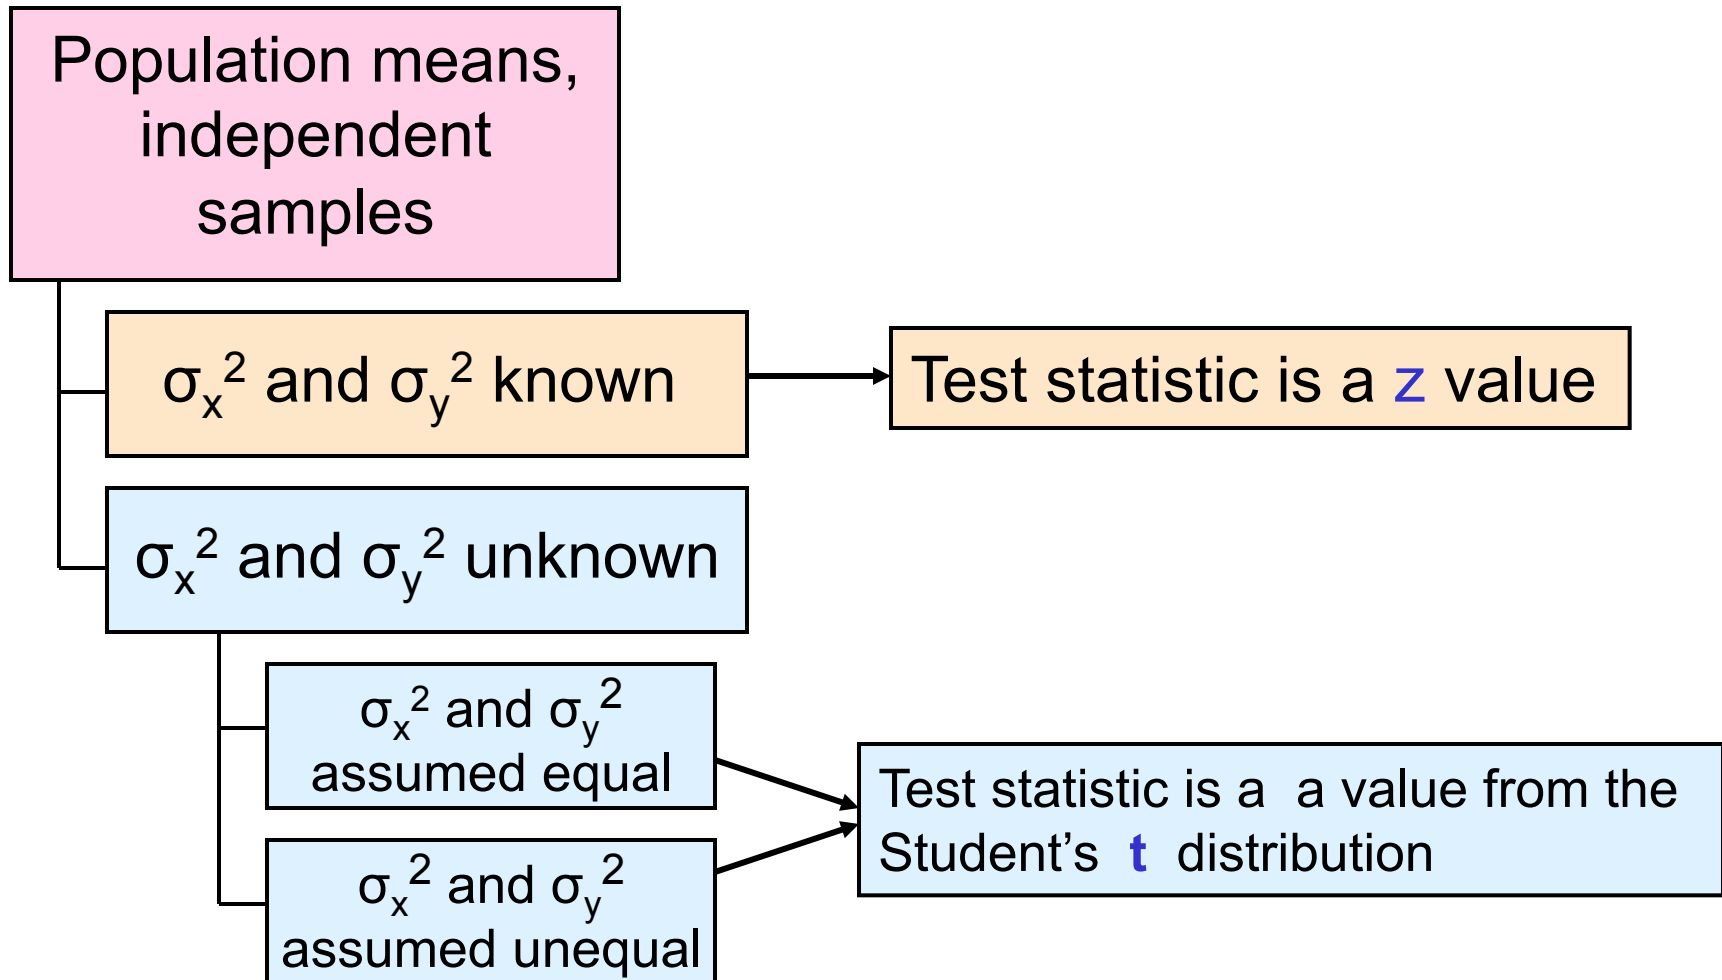 Population means,
independent
samples
σx² and σy² known
Test statistic is a z value
σx² and σy² unknown
σx² and σy²
assumed equal
Test statistic is a  a value from the
Student’s  t  distribution
σx² and σy²
assumed unequal